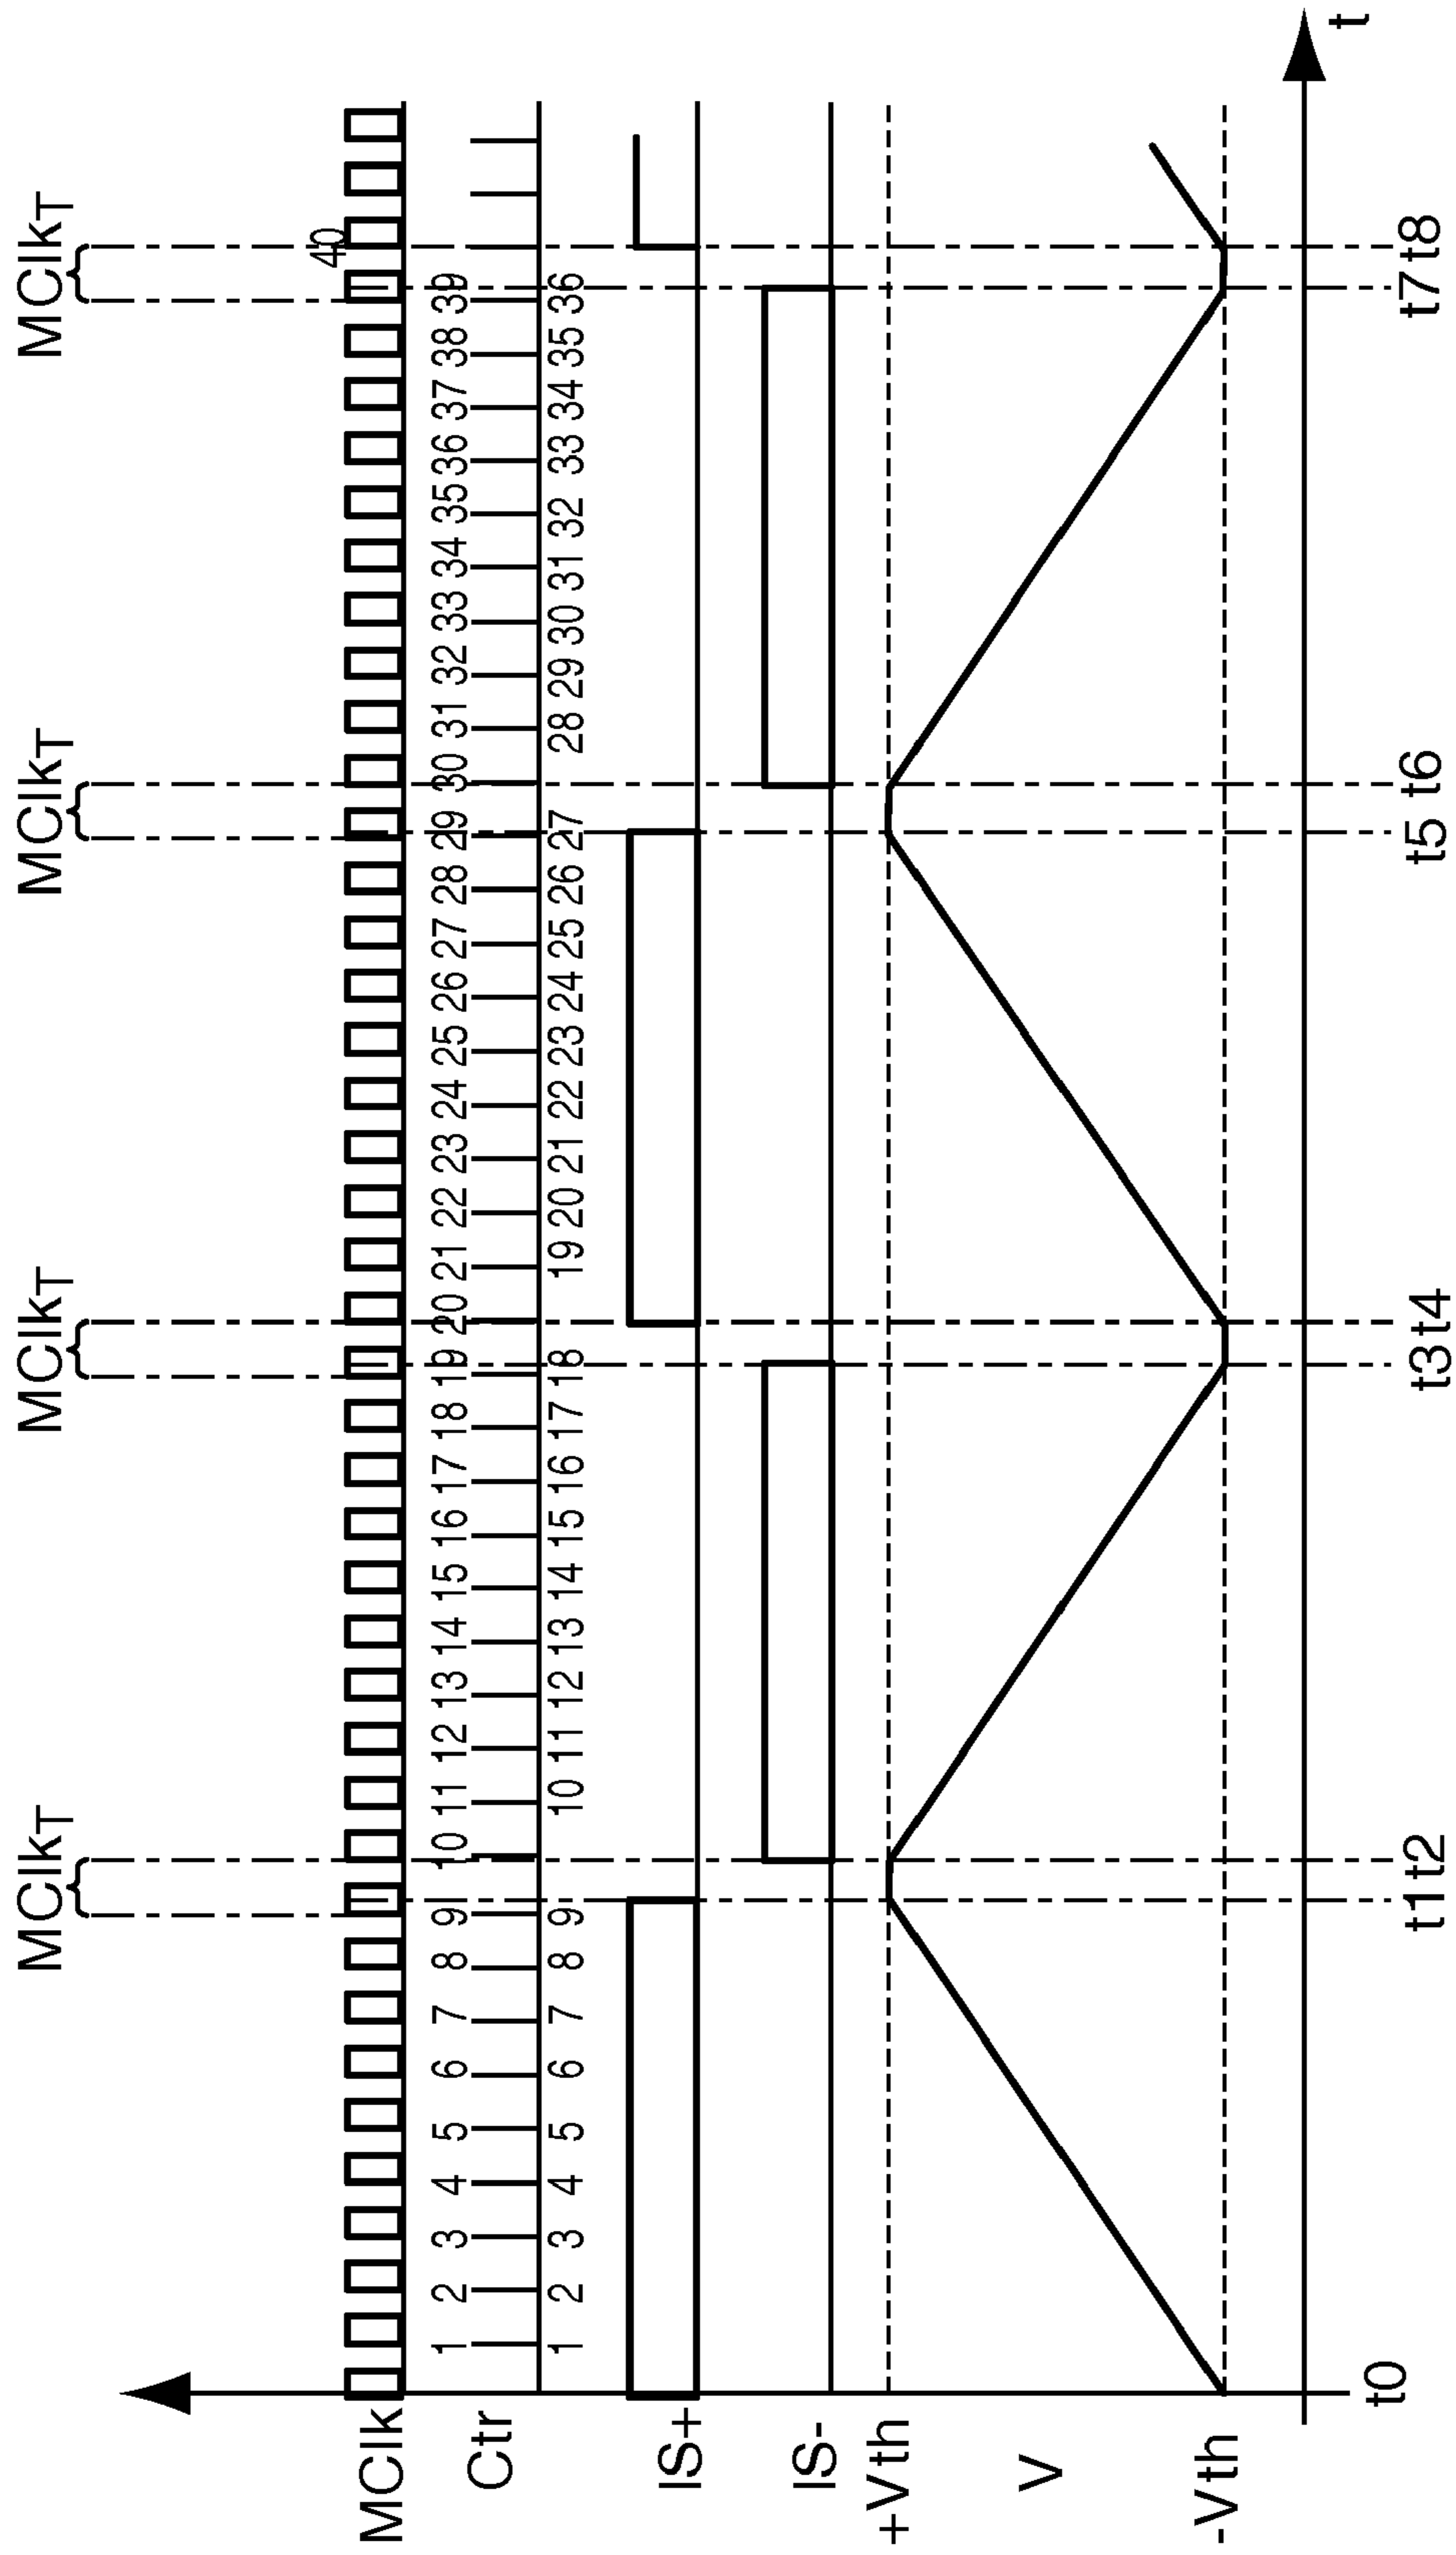 MClkT MClkT MClkT MClkT
40
MClk
1 2 3 4 5 6 7 8 9 10 11 12 13 14 15 16 17 18 19 20 21 22 23 24 25 26 27 28 29 30 31 32 33 34 35 36 37 38 39
Ctr
1 2 3 4 5 6 7 8 9 10 11 12 13 14 15 16 17 18 19 20 21 22 23 24 25 26 27 28 29 30 31 32 33 34 35 36
IS+
IS-
+Vth
V
-Vth
t
t0 t1 t2 t3 t4 t5 t6 t7 t8